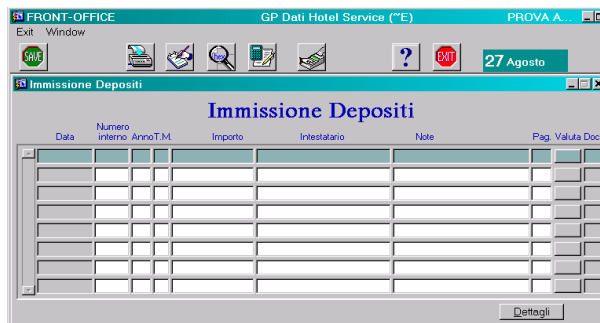 FRONT-OFFICE GP Dati Hotel Service (~E) PROVA A...
Exit Window
SAVE ? EXIT 27 Agosto
Immissione Depositi
Immissione Depositi
Numero
Data interno Anno T.M. Importo Intestatario Note Pag. Valuta Doc
Dettagli